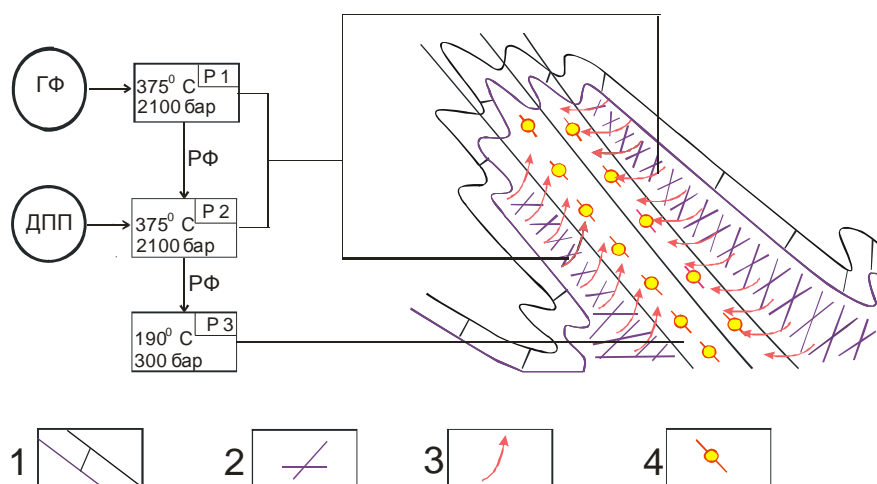 ГФ
P 1
375⁰ C
2100 бар
РФ
ДПП
P 2
375⁰ C
2100 бар
РФ
P 3
190⁰ C
300 бар
1
2
3
4